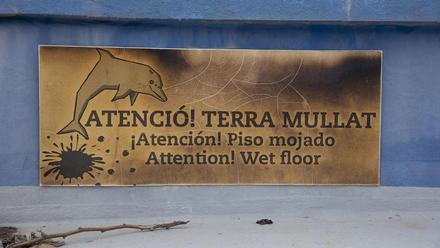 ATENCIÓ! TERRA MULLAT
¡Atención! Piso mojado
Attention! Wet floor